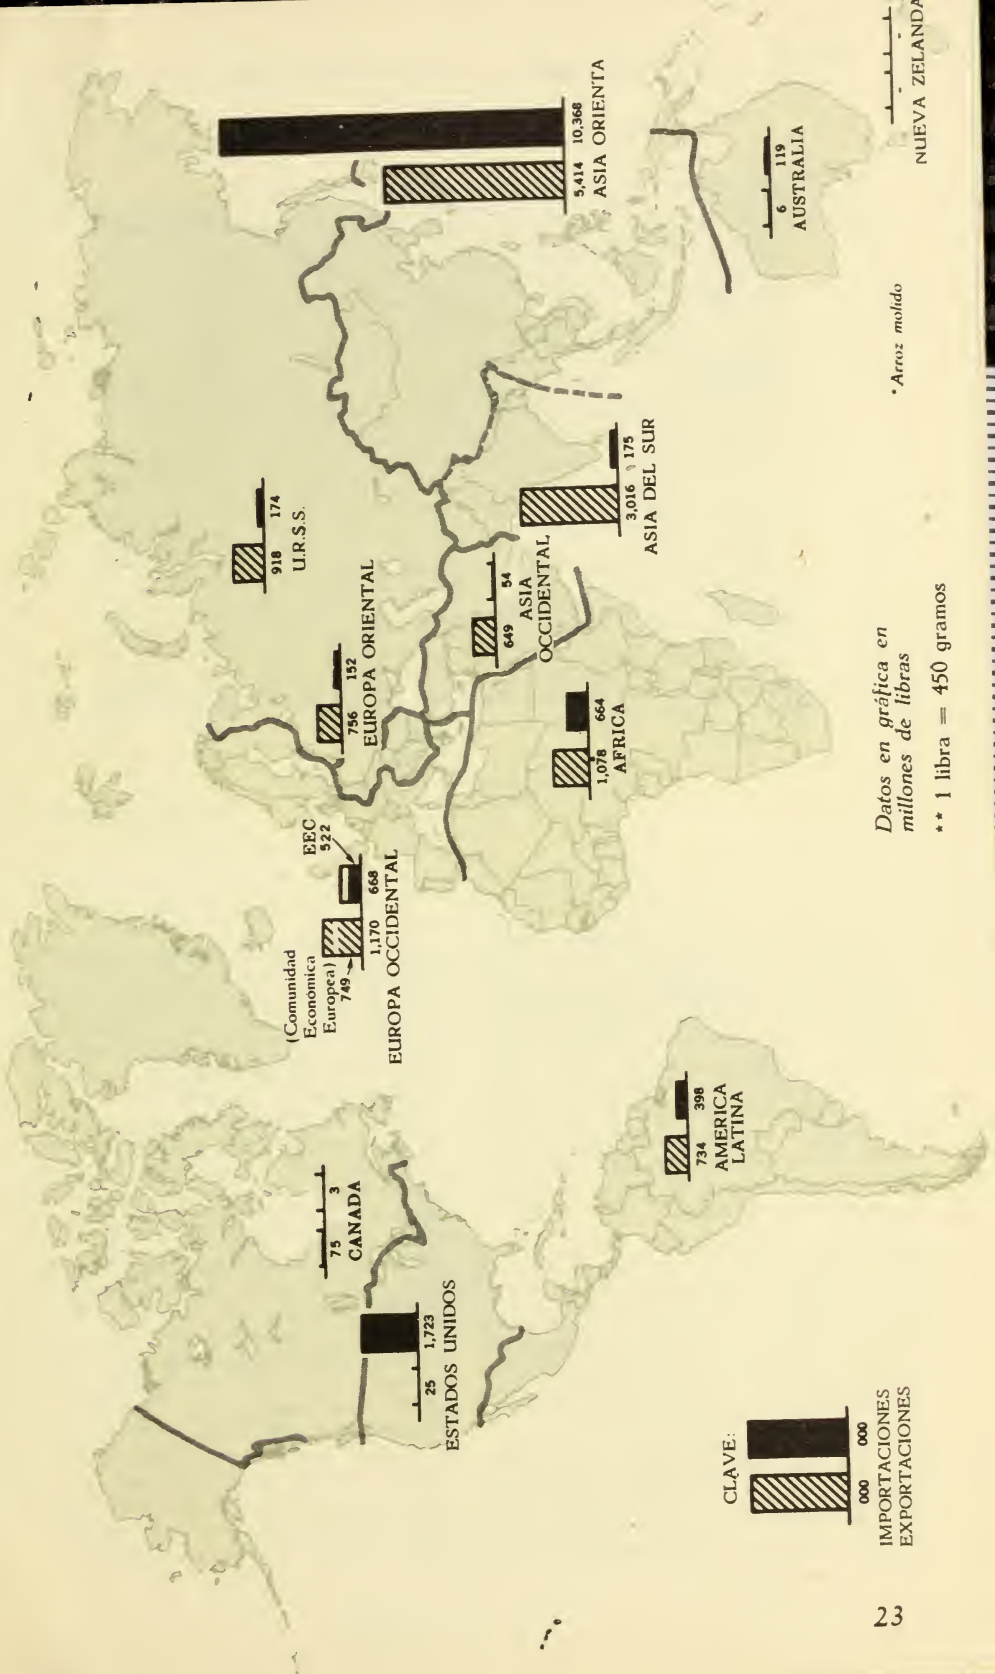 (Comunidad
Económica
Europea)
749
EEC
522
1,170 668
EUROPA OCCIDENTAL
75 3
CANADA
25 1,723
ESTADOS UNIDOS
734 398
AMERICA
LATINA
918 174
U.R.S.S.
756 152
EUROPA ORIENTAL
649 54
ASIA
OCCIDENTAL
1,078 664
AFRICA
3,016 175
ASIA DEL SUR
5,414 10,368
ASIA ORIENTA
6 119
AUSTRALIA
NUEVA ZELANDA
CLAVE:
000 000
IMPORTACIONES
EXPORTACIONES
Datos en gráfica en
millones de libras
** 1 libra = 450 gramos
*Arroz molido
23